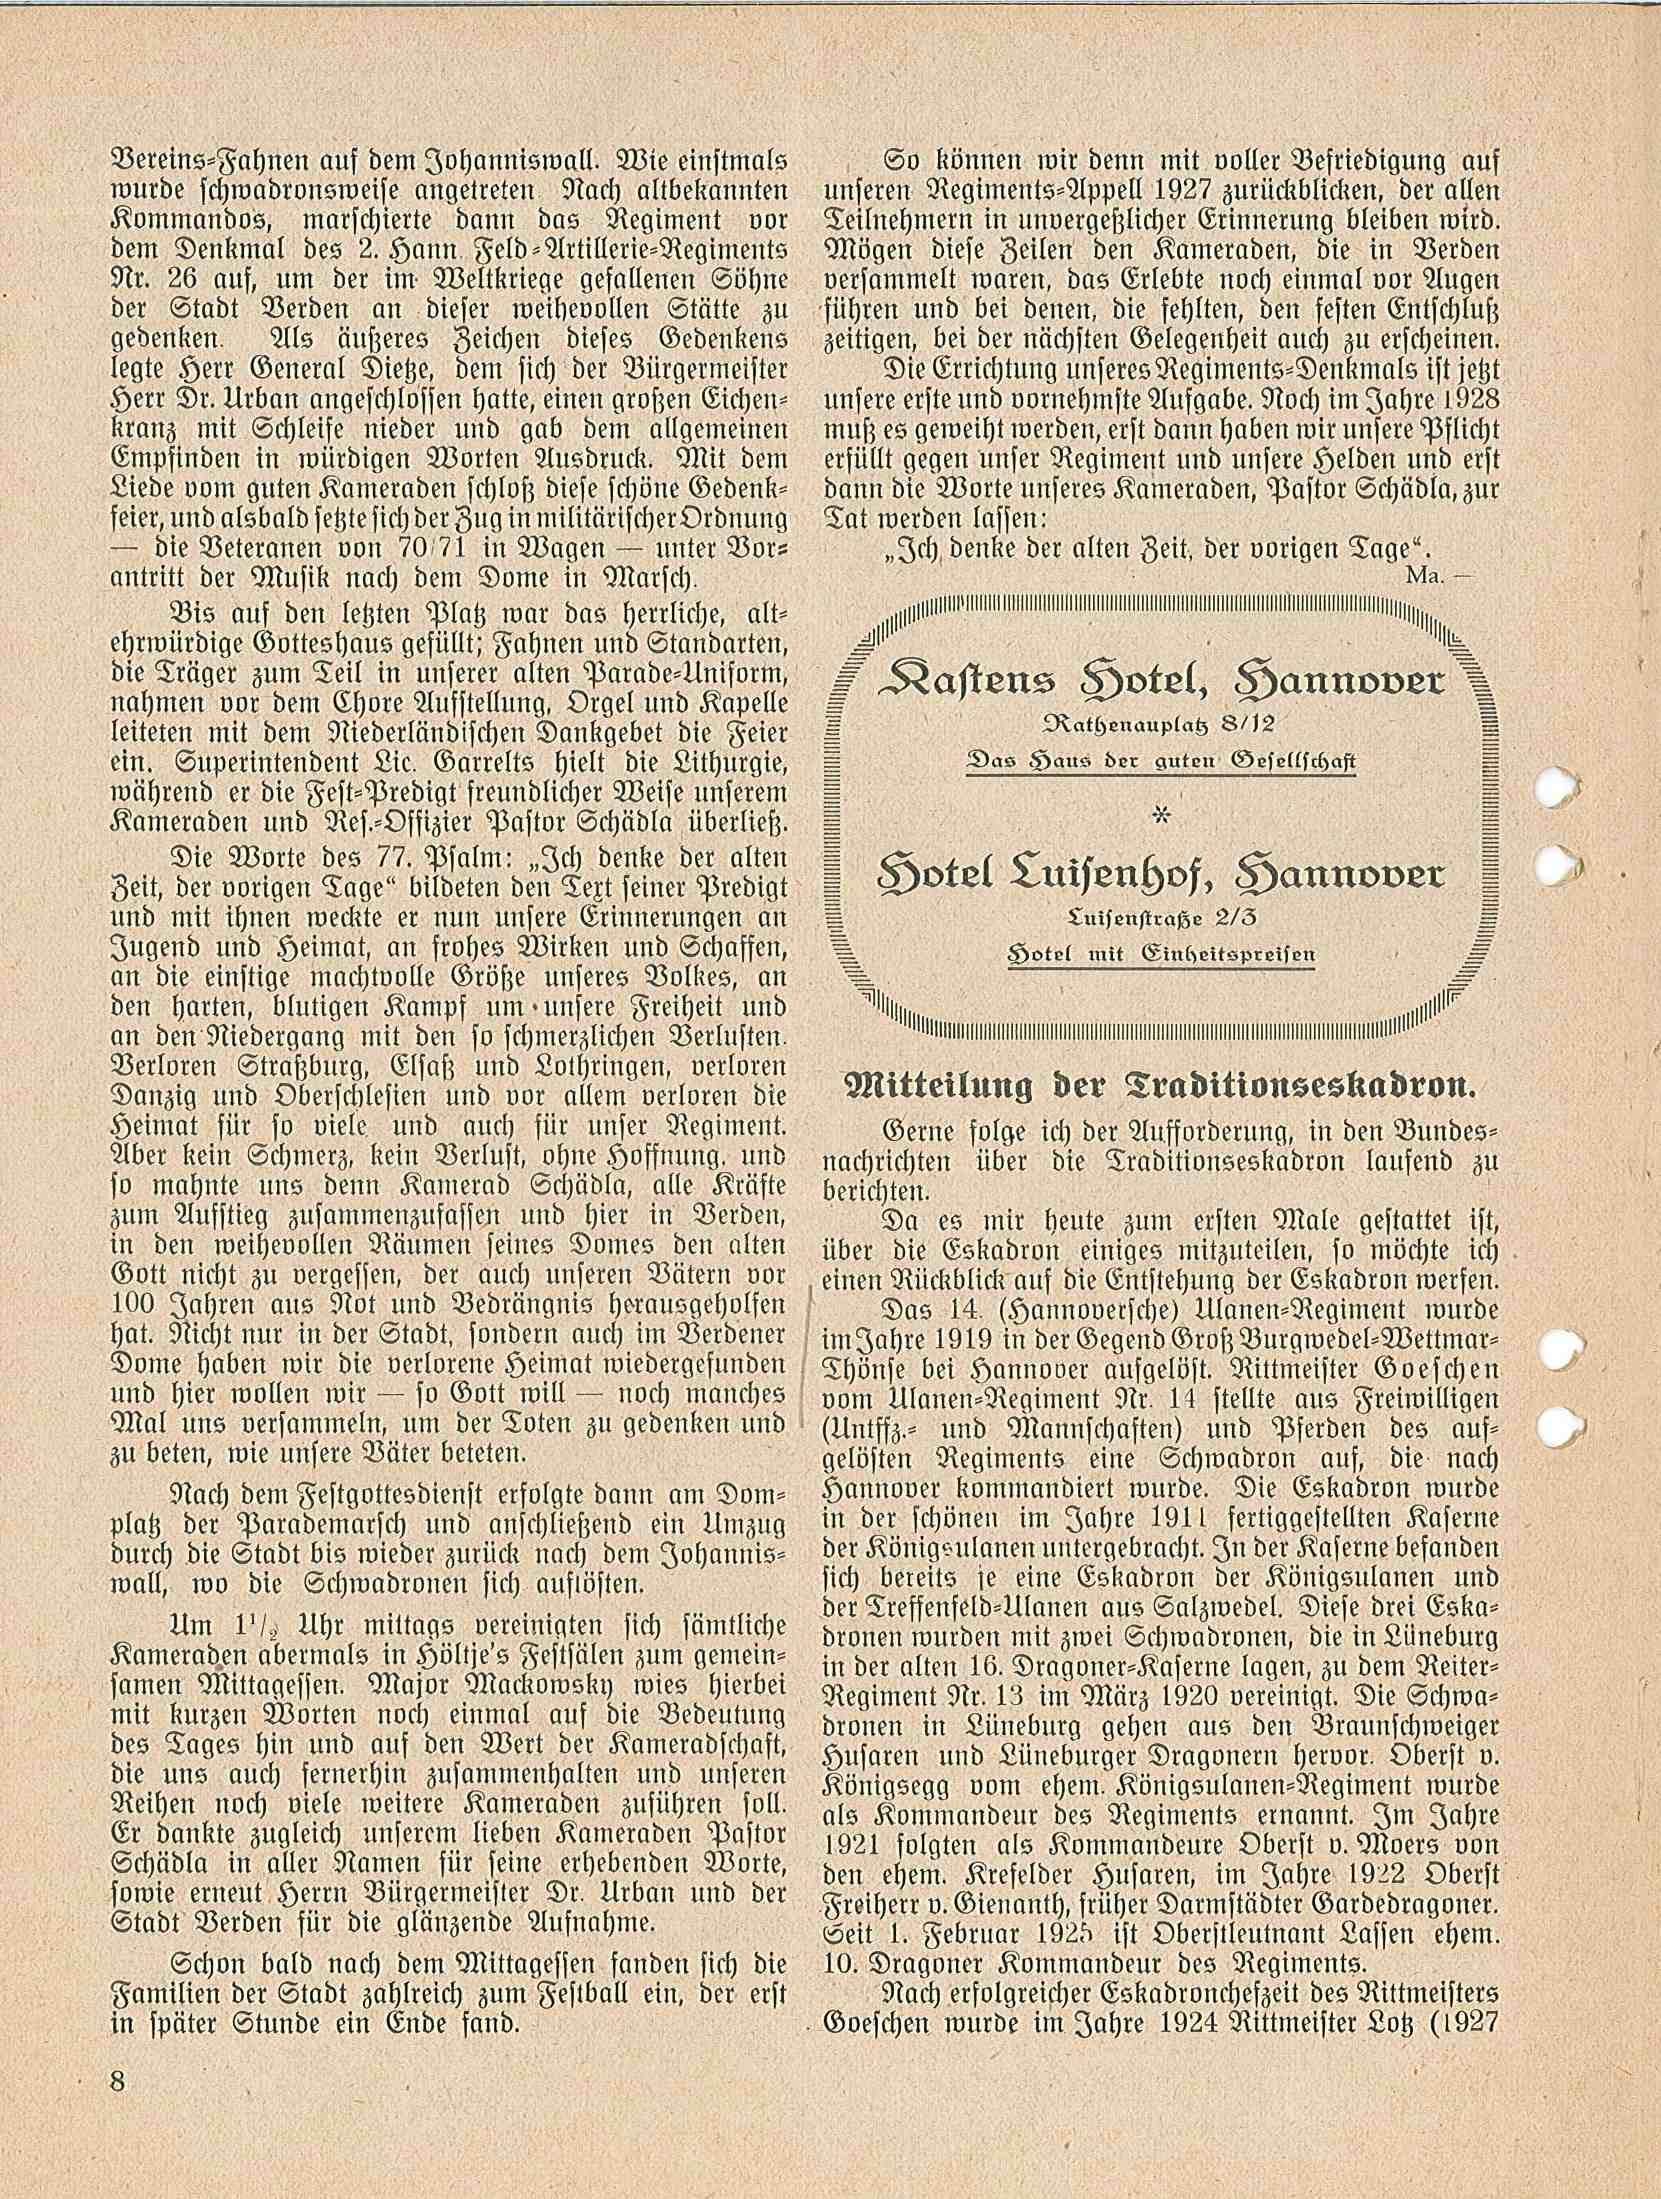 Vereins-Fahnen auf dem Johanniswall. Wie einstmals
wurde schwadronsweise angetreten Nach altbekannten
Kommandos, marschierte dann das Regiment vor
dem Denkmal des 2. Hann Feld-Artillerie-Regiments
Nr. 26 auf, um der im Weltkriege gefallenen Söhne
der Stadt Verden an dieser weihevollen Stätte zu
gedenken. Als äußeres Zeichen dieses Gedenkens
legte Herr General Dietze, dem sich der Bürgermeister
Herr Dr. Urban angeschlossen hatte, einen großen Eichen-
kranz mit Schleife nieder und gab dem allgemeinen
Empfinden in würdigen Worten Ausdruck. Mit dem
Liede vom guten Kameraden schloß diese schöne Gedenk-
feier, und alsbald setzte sich der Zug in militärischer Ordnung
— die Veteranen von 70/71 in Wagen — unter Vor-
antritt der Musik nach dem Dome in Marsch.
Bis auf den letzten Platz war das herrliche, alt-
ehrwürdige Gotteshaus gefüllt; Fahnen und Standarten,
die Träger zum Teil in unserer alten Parade-Uniform,
nahmen vor dem Chore Aufstellung, Orgel und Kapelle
leiteten mit dem Niederländischen Dankgebet die Feier
ein. Superintendent Lic. Garrelts hielt die Lithurgie,
während er die Fest-Predigt freundlicher Weise unserem
Kameraden und Res.-Offizier Pastor Schädla überließ.
Die Worte des 77. Psalm: „Ich denke der alten
Zeit, der vorigen Tage“ bildeten den Text seiner Predigt
und mit ihnen weckte er nun unsere Erinnerungen an
Jugend und Heimat, an frohes Wirken und Schaffen,
an die einstige machtvolle Größe unseres Volkes, an
den harten, blutigen Kampf um unsere Freiheit und
an den Niedergang mit den so schmerzlichen Verlusten.
Verloren Straßburg, Elsaß und Lothringen, verloren
Danzig und Oberschlesien und vor allem verloren die
Heimat für so viele und auch für unser Regiment.
Aber kein Schmerz, kein Verlust, ohne Hoffnung, und
so mahnte uns denn Kamerad Schädla, alle Kräfte
zum Aufstieg zusammenzufassen und hier in Verden,
in den weihevollen Räumen seines Domes den alten
Gott nicht zu vergessen, der auch unseren Vätern vor
100 Jahren aus Not und Bedrängnis herausgeholfen
hat. Nicht nur in der Stadt, sondern auch im Verdener
Dome haben wir die verlorene Heimat wiedergefunden
und hier wollen wir — so Gott will — noch manches
Mal uns versammeln, um der Toten zu gedenken und
zu beten, wie unsere Väter beteten.
Nach dem Festgottesdienst erfolgte dann am Dom-
platz der Parademarsch und anschließend ein Umzug
durch die Stadt bis wieder zurück nach dem Johannis-
wall, wo die Schwadronen sich auflösten.
Um 1½ Uhr mittags vereinigten sich sämtliche
Kameraden abermals in Höltje's Festsälen zum gemein-
samen Mittagessen. Major Mackowsky wies hierbei
mit kurzen Worten noch einmal auf die Bedeutung
des Tages hin und auf den Wert der Kameradschaft,
die uns auch fernerhin zusammenhalten und unseren
Reihen noch viele weitere Kameraden zuführen soll.
Er dankte zugleich unserem lieben Kameraden Pastor
Schädla in aller Namen für seine erhebenden Worte,
sowie erneut Herrn Bürgermeister Dr. Urban und der
Stadt Verden für die glänzende Aufnahme.
Schon bald nach dem Mittagessen fanden sich die
Familien der Stadt zahlreich zum Festball ein, der erst
in später Stunde ein Ende fand.
8
So können wir denn mit voller Befriedigung auf
unseren Regiments-Appell 1927 zurückblicken, der allen
Teilnehmern in unvergeßlicher Erinnerung bleiben wird.
Mögen diese Zeilen den Kameraden, die in Verden
versammelt waren, das Erlebte noch einmal vor Augen
führen und bei denen, die fehlten, den festen Entschluß
zeitigen, bei der nächsten Gelegenheit auch zu erscheinen.
Die Errichtung unseres Regiments-Denkmals ist jetzt
unsere erste und vornehmste Aufgabe. Noch im Jahre 1928
muß es geweiht werden, erst dann haben wir unsere Pflicht
erfüllt gegen unser Regiment und unsere Helden und erst
dann die Worte unseres Kameraden, Pastor Schädla, zur
Tat werden lassen:
„Ich denke der alten Zeit, der vorigen Tage“.
Ma. —
Kastens Hotel, Hannover
Rathenauplatz 8/12
Das Haus der guten Gesellschaft
*
Hotel Luisenhof, Hannover
Luisenstraße 2/3
Hotel mit Einheitspreisen
Mitteilung der Traditionseskadron.
Gerne folge ich der Aufforderung, in den Bundes-
nachrichten über die Traditionseskadron laufend zu
berichten.
Da es mir heute zum ersten Male gestattet ist,
über die Eskadron einiges mitzuteilen, so möchte ich
einen Rückblick auf die Entstehung der Eskadron werfen.
Das 14. (Hannoversche) Ulanen-Regiment wurde
im Jahre 1919 in der Gegend Groß Burgwedel-Wettmar-
Thönse bei Hannover aufgelöst. Rittmeister Goeschen
vom Ulanen-Regiment Nr. 14 stellte aus Freiwilligen
(Untffz.- und Mannschaften) und Pferden des auf-
gelösten Regiments eine Schwadron auf, die nach
Hannover kommandiert wurde. Die Eskadron wurde
in der schönen im Jahre 1911 fertiggestellten Kaserne
der Königsulanen untergebracht. In der Kaserne befanden
sich bereits je eine Eskadron der Königsulanen und
der Treffenfeld-Ulanen aus Salzwedel. Diese drei Eska-
dronen wurden mit zwei Schwadronen, die in Lüneburg
in der alten 16. Dragoner-Kaserne lagen, zu dem Reiter-
Regiment Nr. 13 im März 1920 vereinigt. Die Schwa-
dronen in Lüneburg gehen aus den Braunschweiger
Husaren und Lüneburger Dragonern hervor. Oberst v.
Königsegg vom ehem. Königsulanen-Regiment wurde
als Kommandeur des Regiments ernannt. Im Jahre
1921 folgten als Kommandeure Oberst v. Moers von
den ehem. Krefelder Husaren, im Jahre 1922 Oberst
Freiherr v. Gienanth, früher Darmstädter Gardedragoner.
Seit 1. Februar 1925 ist Oberstleutnant Lassen ehem.
10. Dragoner Kommandeur des Regiments.
Nach erfolgreicher Eskadronchefzeit des Rittmeisters
Goeschen wurde im Jahre 1924 Rittmeister Lotz (1927